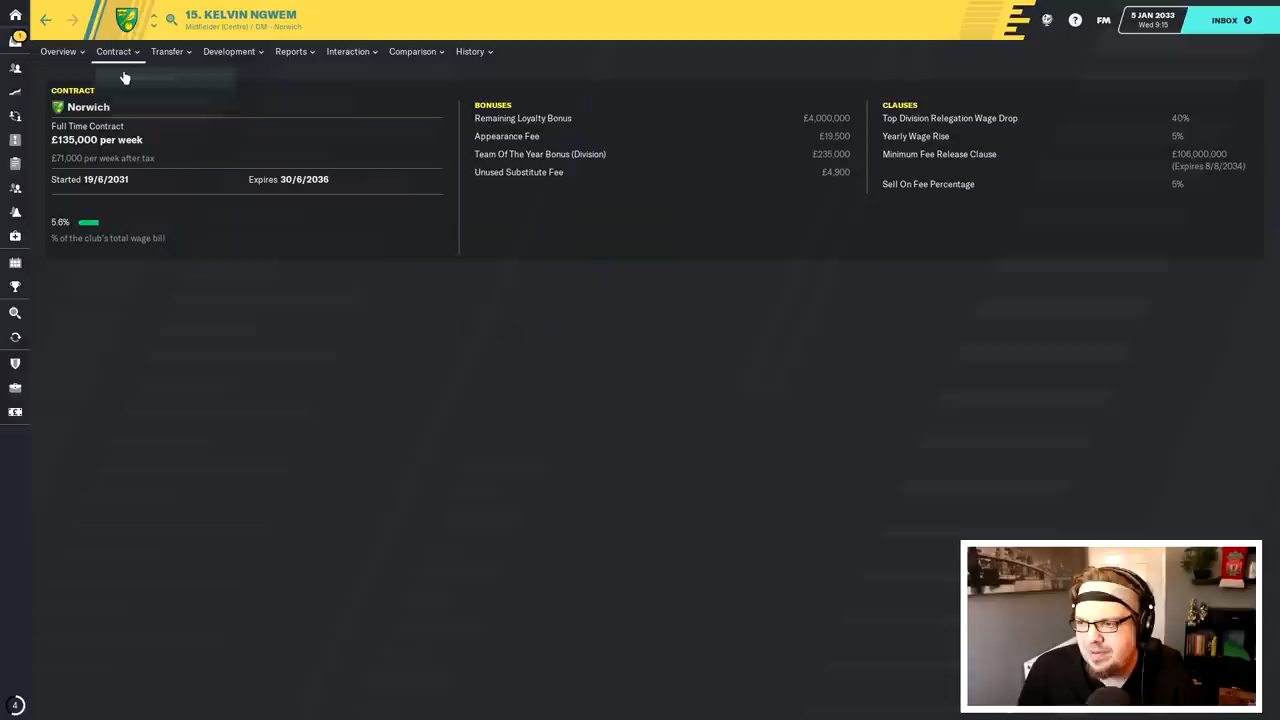 15. KELVIN NGWEM
Midfielder (Centre) / DM - Norwich
FM
5 JAN 2033
Wed 9:15
INBOX
1
Overview
Contract
Transfer
Development
Reports
Interaction
Comparison
History
CONTRACT
Norwich
Full Time Contract
£135,000 per week
£71,000 per week after tax
Started 19/6/2031
Expires 30/6/2036
5.6%
% of the club's total wage bill
BONUSES
Remaining Loyalty Bonus £4,000,000
Appearance Fee £19,500
Team Of The Year Bonus (Division) £235,000
Unused Substitute Fee £4,900
CLAUSES
Top Division Relegation Wage Drop 40%
Yearly Wage Rise 5%
Minimum Fee Release Clause £106,000,000
(Expires 8/8/2034)
Sell On Fee Percentage 5%
4